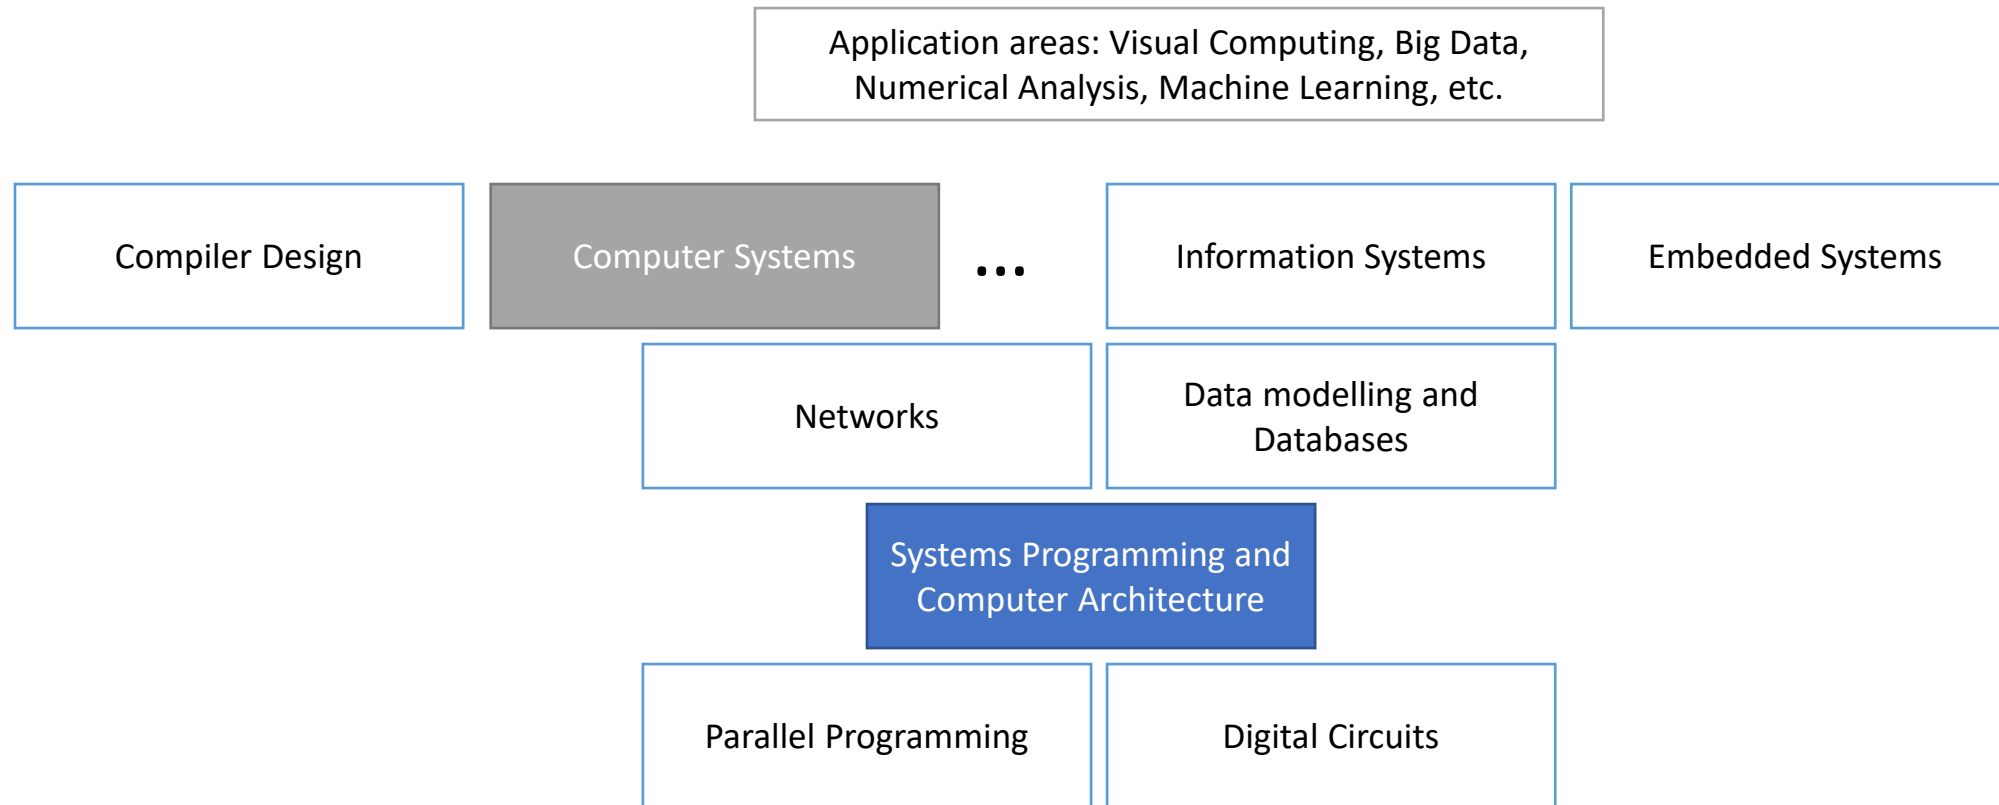 Application areas: Visual Computing, Big Data,
Numerical Analysis, Machine Learning, etc.
Compiler Design
Computer Systems
...
Information Systems
Embedded Systems
Networks
Data modelling and
Databases
Systems Programming and
Computer Architecture
Parallel Programming
Digital Circuits